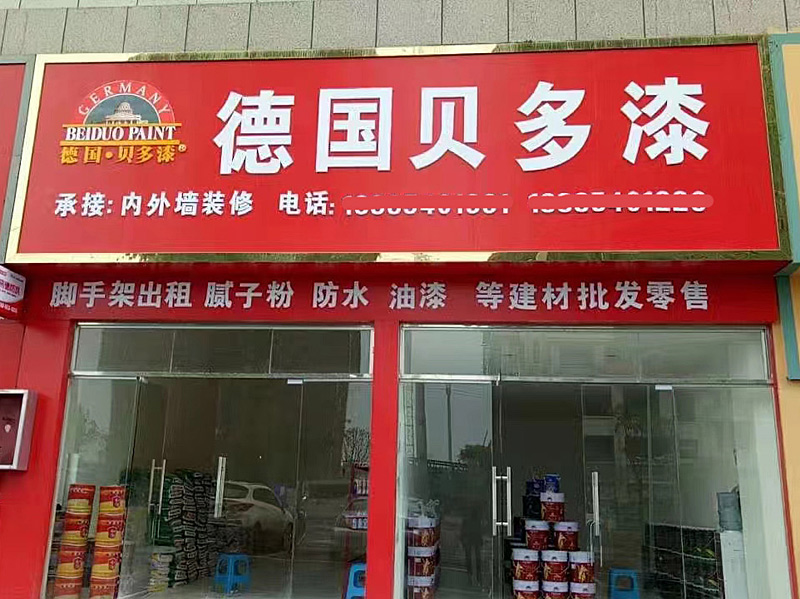 GERMANY
BEIDUO PAINT
德国·贝多漆®
德国贝多漆
承接:内外墙装修 电话:
脚手架出租 腻子粉 防水 油漆 等建材批发零售